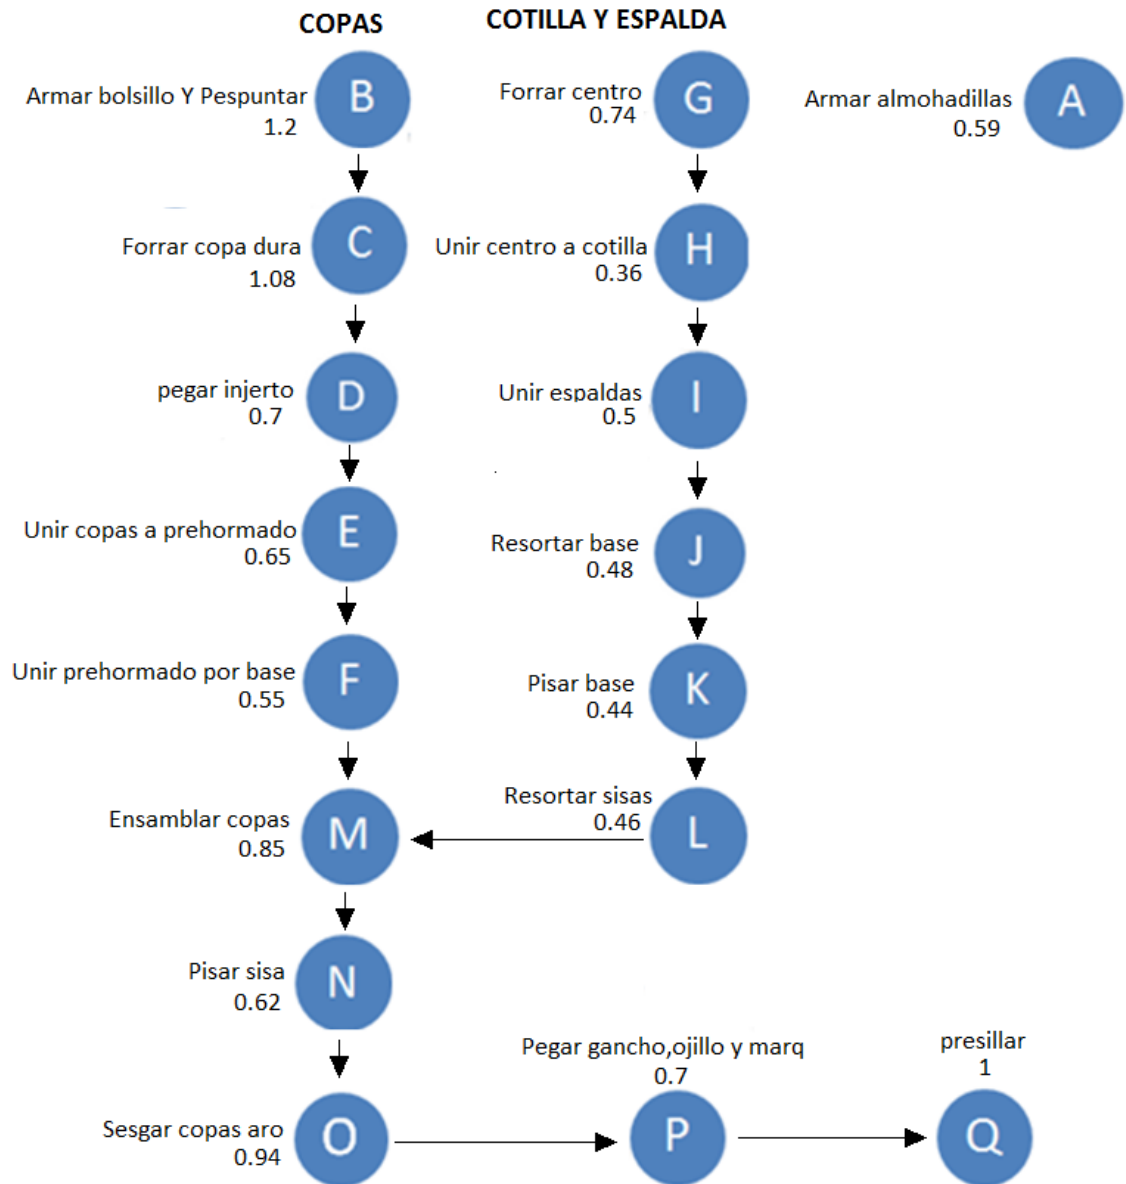 COPAS
COTILLA Y ESPALDA
Armar bolsillo Y Pespuntar
1.2
B
Forrar centro
0.74
G
Armar almohadillas
0.59
A
Forrar copa dura
1.08
C
Unir centro a cotilla
0.36
H
pegar injerto
0.7
D
Unir espaldas
0.5
I
Unir copas a prehormado
0.65
E
Resortar base
0.48
J
Unir prehormado por base
0.55
F
Pisar base
0.44
K
Ensamblar copas
0.85
M
Resortar sisas
0.46
L
Pisar sisa
0.62
N
Sesgar copas aro
0.94
O
Pegar gancho,ojillo y marq
0.7
P
presillar
1
Q